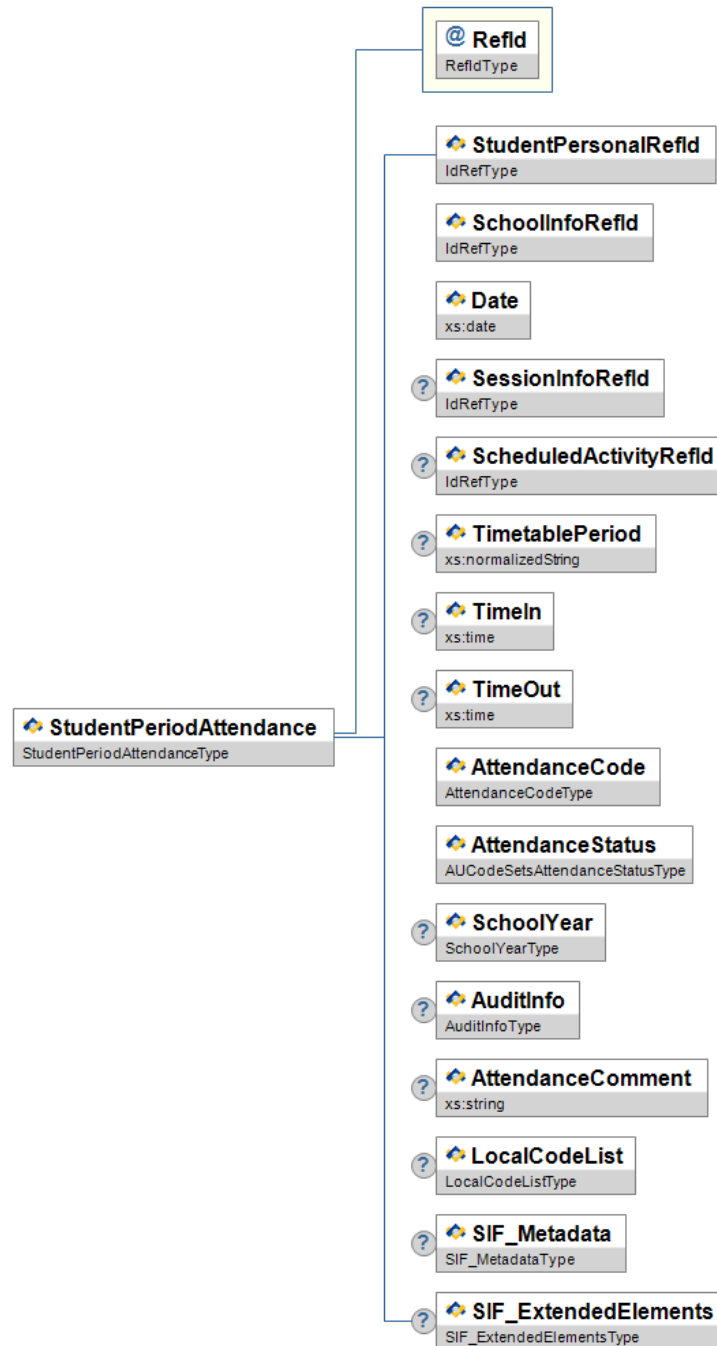 @ RefId
RefIdType
StudentPersonalRefId
IdRefType
SchoolInfoRefId
IdRefType
Date
xs:date
? SessionInfoRefId
IdRefType
? ScheduledActivityRefId
IdRefType
? TimetablePeriod
xs:normalizedString
? TimeIn
xs:time
? TimeOut
xs:time
StudentPeriodAttendance
StudentPeriodAttendanceType
AttendanceCode
AttendanceCodeType
AttendanceStatus
AUCodeSetsAttendanceStatusType
? SchoolYear
SchoolYearType
? AuditInfo
AuditInfoType
? AttendanceComment
xs:string
? LocalCodeList
LocalCodeListType
? SIF_Metadata
SIF_MetadataType
? SIF_ExtendedElements
SIF_ExtendedElementsType